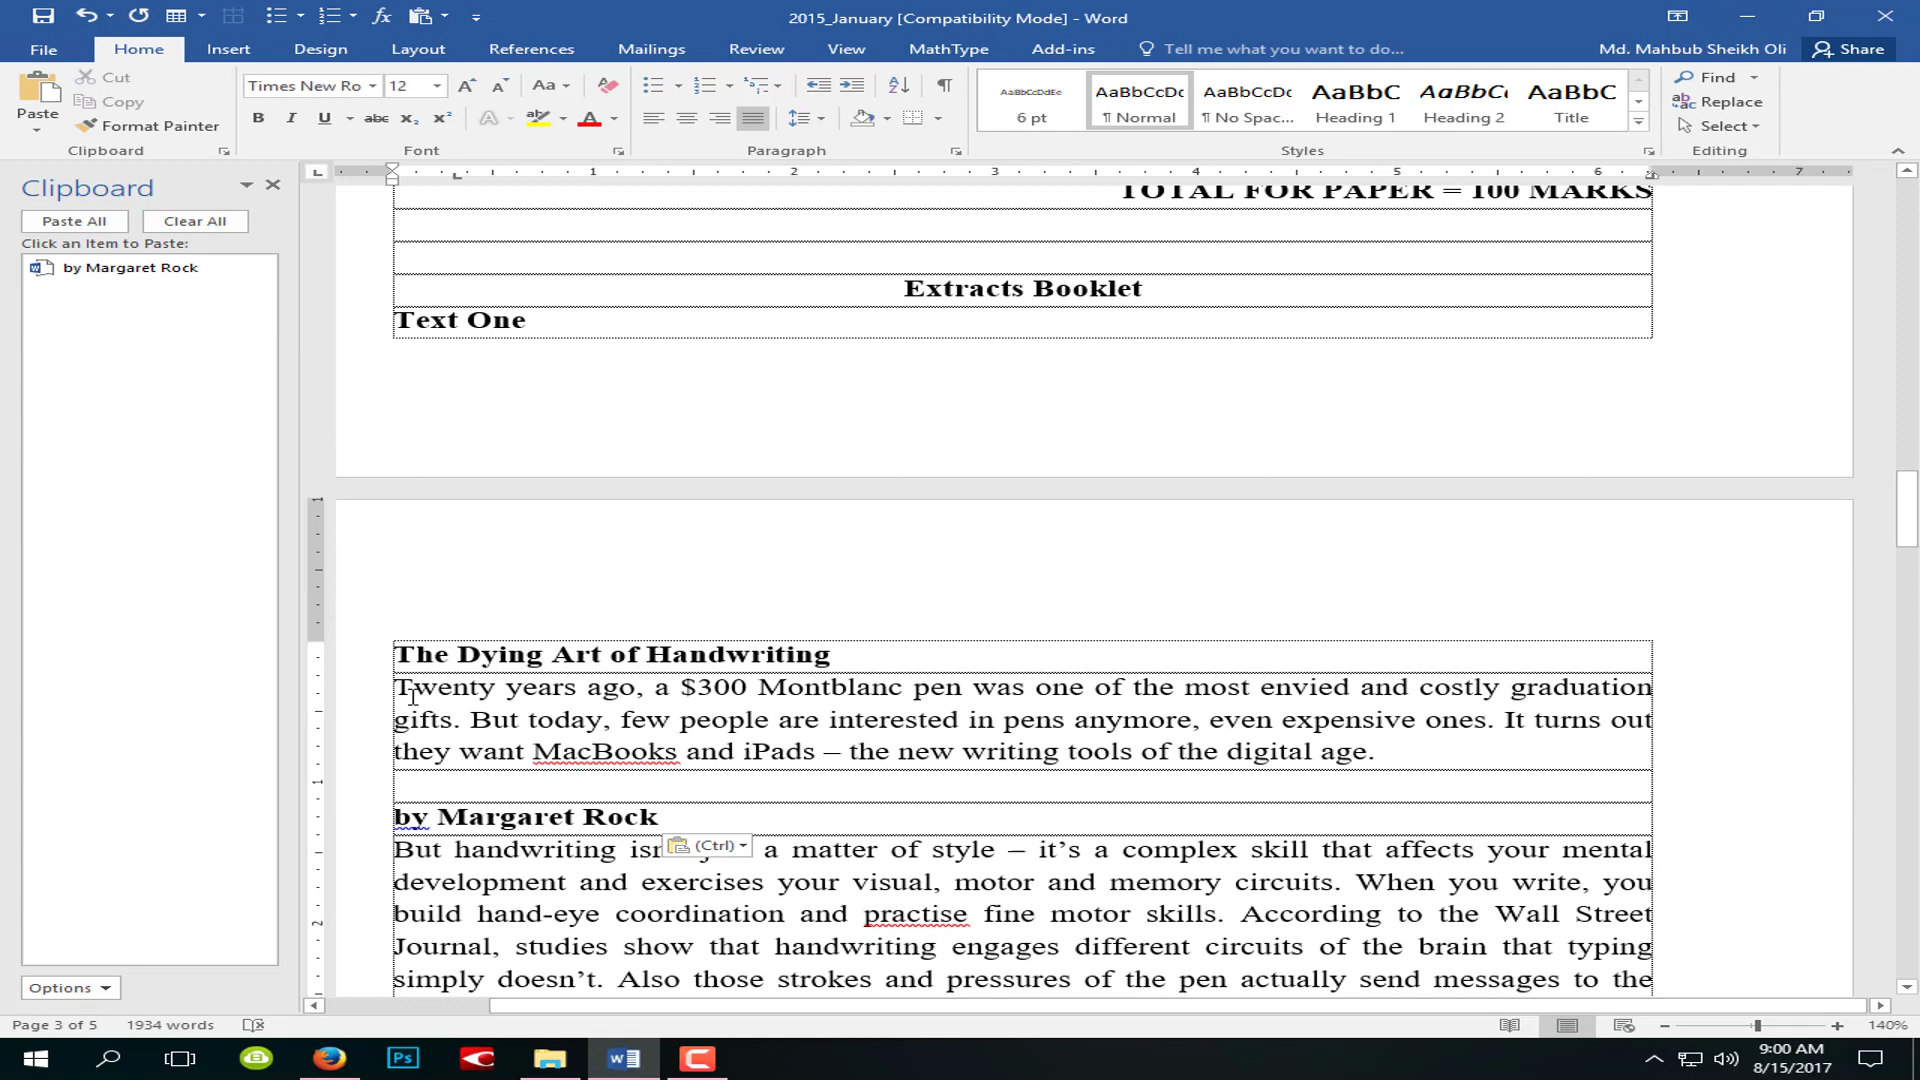 2015_January [Compatibility Mode] - Word
File Home Insert Design Layout References Mailings Review View MathType Add-ins Tell me what you want to do... Md. Mahbub Sheikh Oli Share
Paste
Cut
Copy
Format Painter
Clipboard
Times New Ro 12
Font
Paragraph
AaBbCcDdEe 6 pt
AaBbCcDc ¶ Normal
AaBbCcDc ¶ No Spac...
AaBbC Heading 1
AaBbCc Heading 2
AaBbC Title
Styles
Find
Replace
Select
Editing
Clipboard
Paste All Clear All
Click an Item to Paste:
by Margaret Rock
Options
1 2 3 4 5 6 7
TOTAL FOR PAPER = 100 MARKS
Extracts Booklet
Text One
The Dying Art of Handwriting
Twenty years ago, a $300 Montblanc pen was one of the most envied and costly graduation
gifts. But today, few people are interested in pens anymore, even expensive ones. It turns out
they want MacBooks and iPads – the new writing tools of the digital age.
by Margaret Rock
(Ctrl)
But handwriting isn a matter of style – it’s a complex skill that affects your mental
development and exercises your visual, motor and memory circuits. When you write, you
build hand-eye coordination and practise fine motor skills. According to the Wall Street
Journal, studies show that handwriting engages different circuits of the brain that typing
simply doesn’t. Also those strokes and pressures of the pen actually send messages to the
Page 3 of 5 1934 words 140%
9:00 AM
8/15/2017